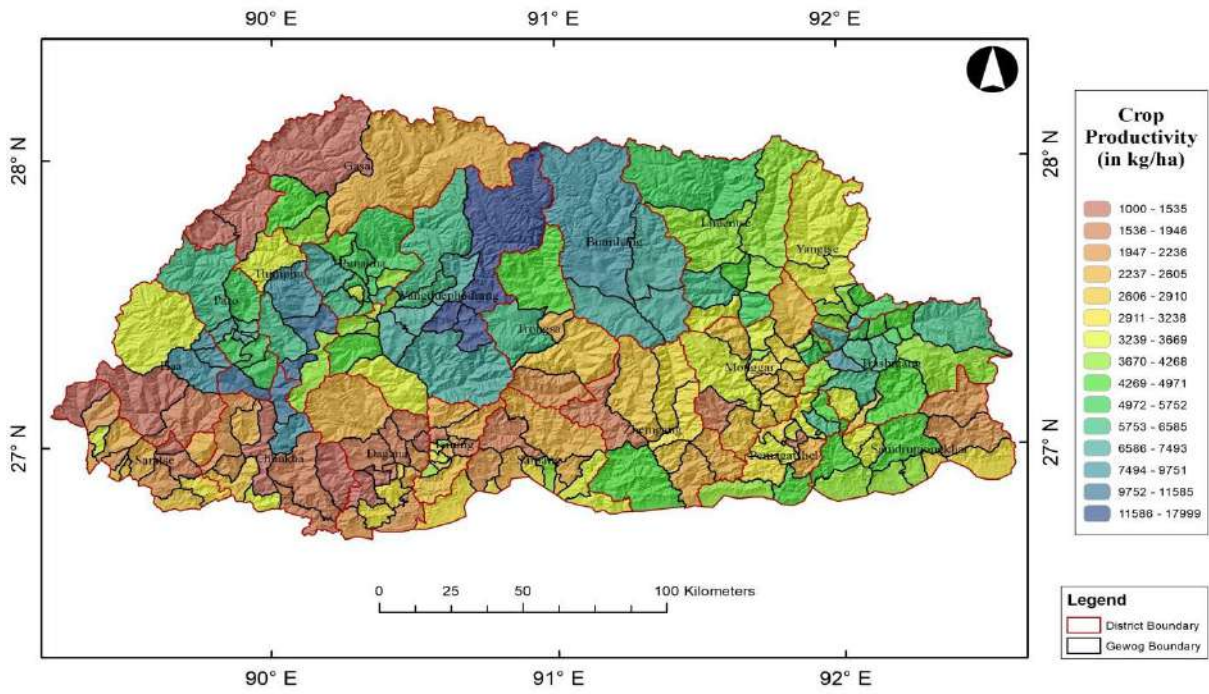 90° E 91° E 92° E
28° N
28° N
27° N
27° N
Crop
Productivity
(in kg/ha)
1000 - 1535
1536 - 1946
1947 - 2236
2237 - 2605
2606 - 2910
2911 - 3238
3239 - 3669
3670 - 4268
4269 - 4971
4972 - 5752
5753 - 6585
6586 - 7493
7494 - 9751
9752 - 11585
11586 - 17999
Gasa
Bumthang
Lhuentse
Yangtse
Thimphu
Punakha
Paro
Wangduephodrang
Trongsa
Haa
Monggar
Trashigang
Zhemgang
Samtse
Chukha
Dagana
Tsirang
Sarpang
Pemagatshel
Samdrupjongkhar
0 25 50 100 Kilometers
Legend
District Boundary
Gewog Boundary
90° E 91° E 92° E